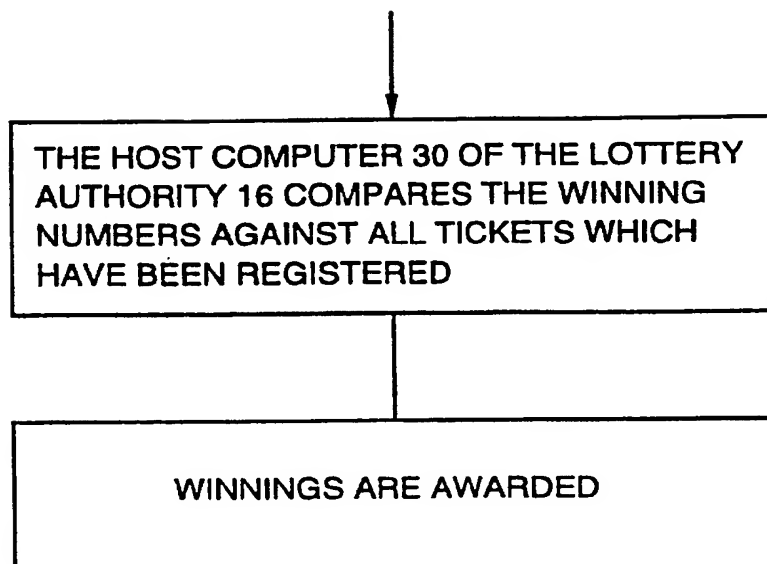 THE HOST COMPUTER 30 OF THE LOTTERY
AUTHORITY 16 COMPARES THE WINNING
NUMBERS AGAINST ALL TICKETS WHICH
HAVE BEEN REGISTERED
WINNINGS ARE AWARDED